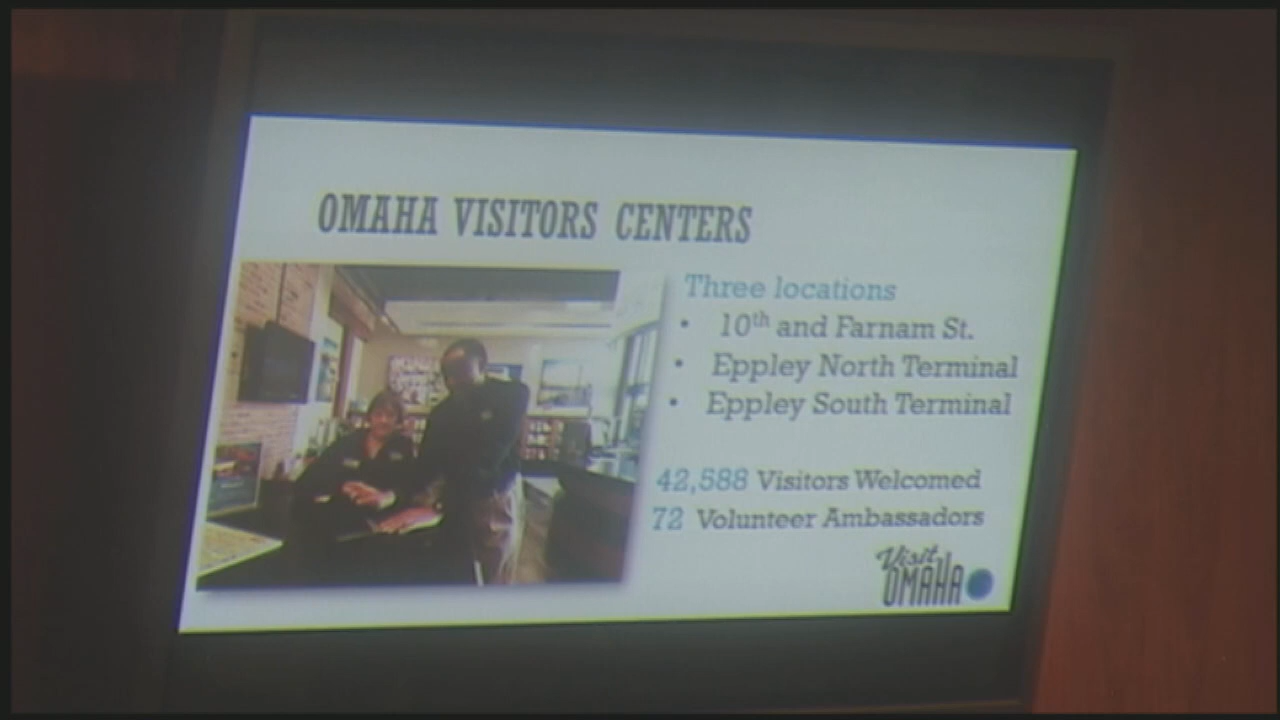 OMAHA VISITORS CENTERS
Three locations
• 10th and Farnam St.
• Eppley North Terminal
• Eppley South Terminal
42,588 Visitors Welcomed
72 Volunteer Ambassadors
Visit
OMAHA